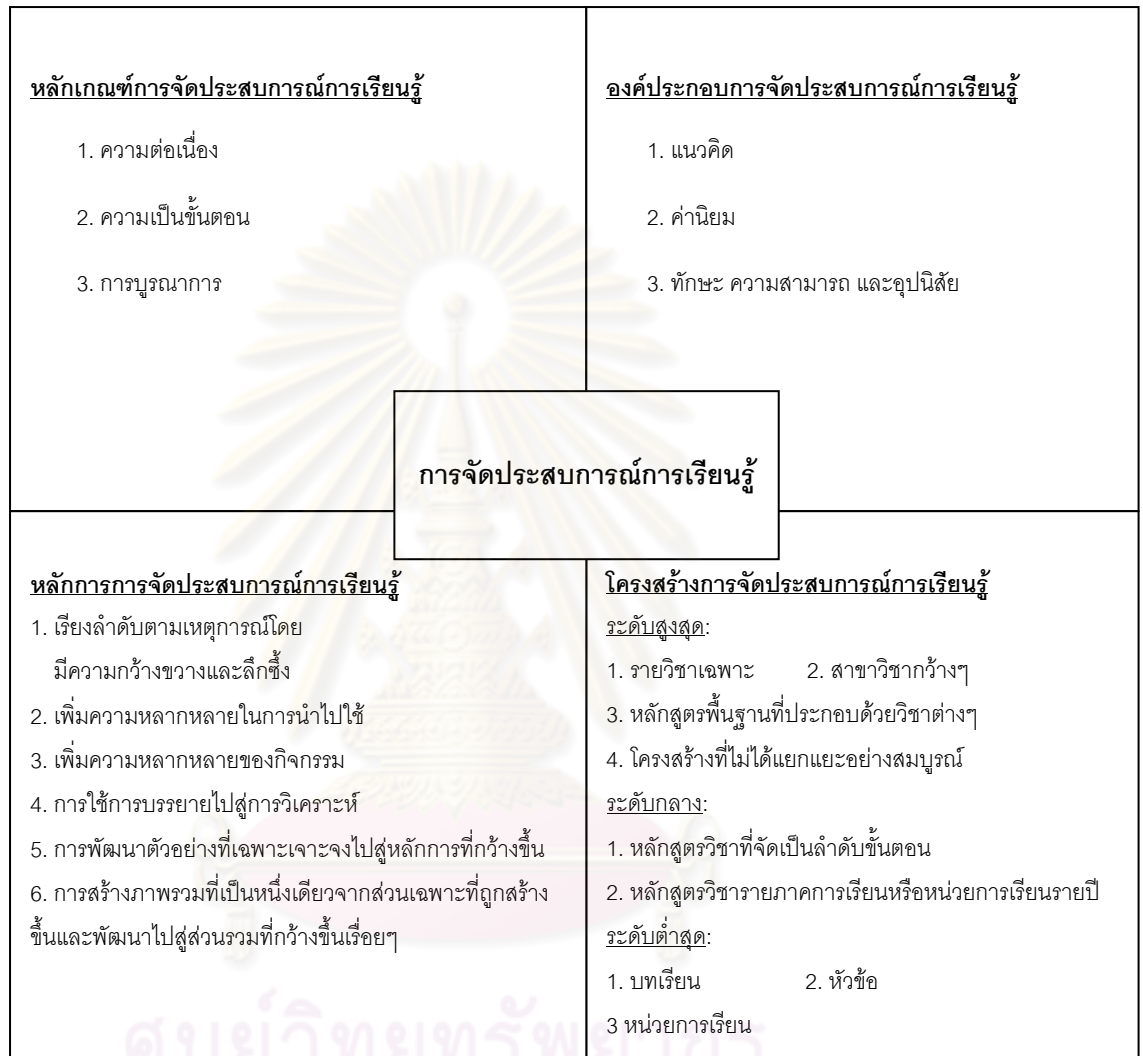 หลักเกณฑ์การจัดประสบการณ์การเรียนรู้
1. ความต่อเนื่อง
2. ความเป็นขั้นตอน
3. การบูรณาการ
องค์ประกอบการจัดประสบการณ์การเรียนรู้
1. แนวคิด
2. ค่านิยม
3. ทักษะ ความสามารถ และอุปนิสัย
การจัดประสบการณ์การเรียนรู้
หลักการการจัดประสบการณ์การเรียนรู้
1. เรียงลำดับตามเหตุการณ์โดย
มีความกว้างขวางและลึกซึ้ง
2. เพิ่มความหลากหลายในการนำไปใช้
3. เพิ่มความหลากหลายของกิจกรรม
4. การใช้การบรรยายไปสู่การวิเคราะห์
5. การพัฒนาตัวอย่างที่เฉพาะเจาะจงไปสู่หลักการที่กว้างขึ้น
6. การสร้างภาพรวมที่เป็นหนึ่งเดียวจากส่วนเฉพาะที่ถูกสร้าง
ขึ้นและพัฒนาไปสู่ส่วนรวมที่กว้างขึ้นเรื่อยๆ
โครงสร้างการจัดประสบการณ์การเรียนรู้
ระดับสูงสุด:
1. รายวิชาเฉพาะ 2. สาขาวิชากว้างๆ
3. หลักสูตรพื้นฐานที่ประกอบด้วยวิชาต่างๆ
4. โครงสร้างที่ไม่ได้แยกแยะอย่างสมบูรณ์
ระดับกลาง:
1. หลักสูตรวิชาที่จัดเป็นลำดับขั้นตอน
2. หลักสูตรวิชารายภาคการเรียนหรือหน่วยการเรียนรายปี
ระดับต่ำสุด:
1. บทเรียน 2. หัวข้อ
3 หน่วยการเรียน
ศูนย์วิทยทรัพยากร